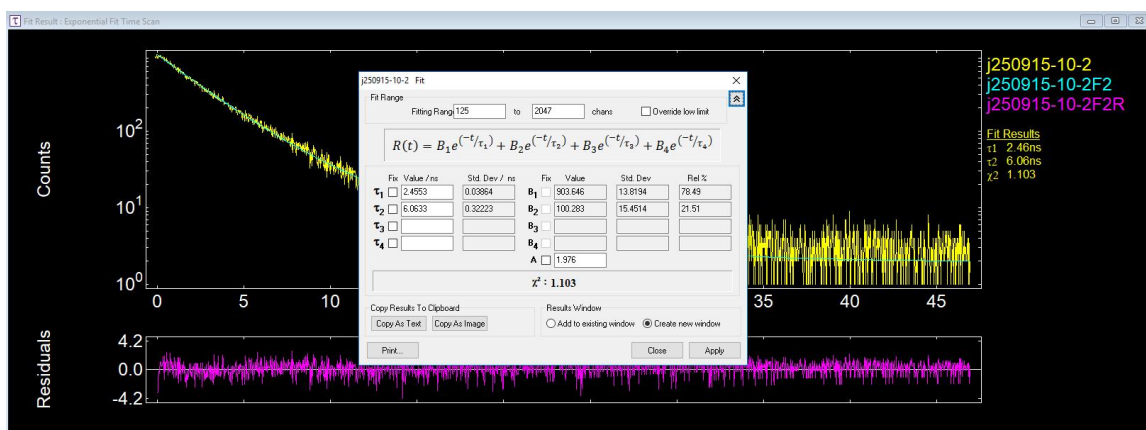 τ Fit Result : Exponential Fit Time Scan
j250915-10-2
j250915-10-2F2
j250915-10-2F2R
Fit Results
τ1 2.46ns
τ2 6.06ns
χ2 1.103
Counts
10²
10¹
10⁰
0 5 10 35 40 45
Residuals
4.2
0.0
-4.2
j250915-10-2 Fit
Fit Range
Fitting Rang 125 to 2047 chans Override low limit
R(t) = B₁e^(-t/τ₁) + B₂e^(-t/τ₂) + B₃e^(-t/τ₃) + B₄e^(-t/τ₄)
Fix Value / ns Std. Dev / ns Fix Value Std. Dev Rel %
τ₁ 2.4553 0.03864 B₁ 903.646 13.8194 78.49
τ₂ 6.0633 0.32223 B₂ 100.283 15.4514 21.51
τ₃ B₃
τ₄ B₄
A 1.976
χ² : 1.103
Copy Results To Clipboard
Copy As Text Copy As Image
Results Window
Add to existing window Create new window
Print... Close Apply